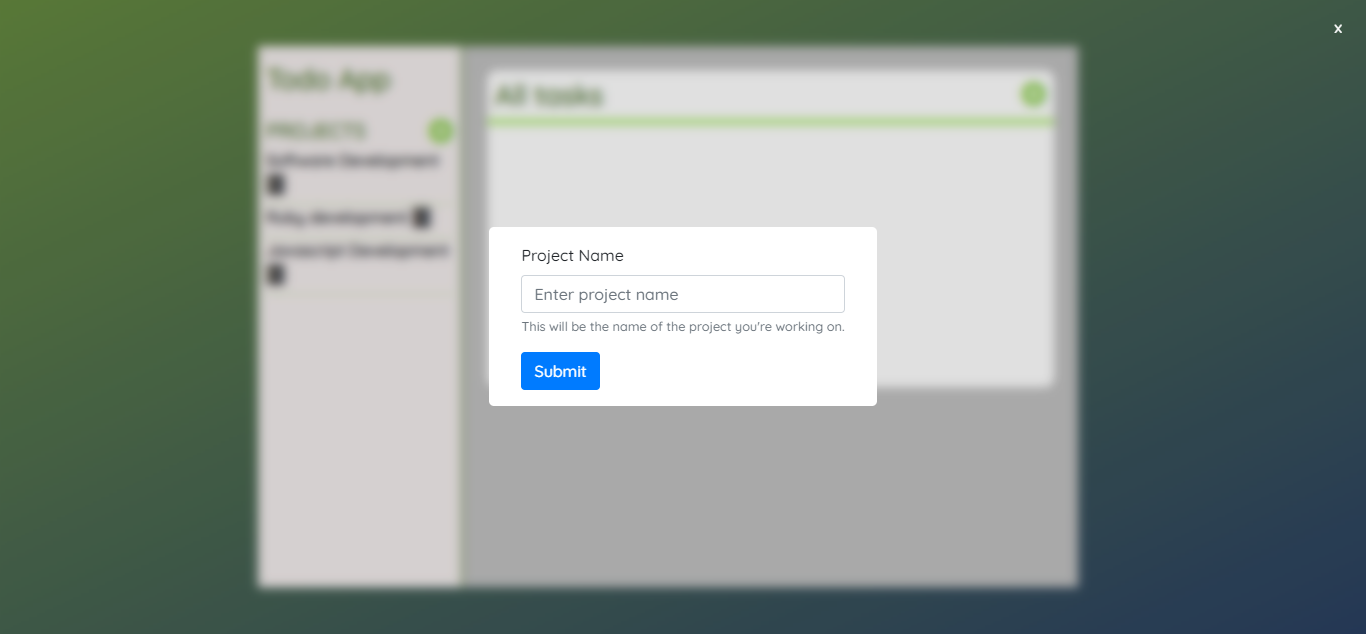 x
Todo App
PROJECTS
Software Development
Ruby development
Javascript Development
All tasks
Project Name
Enter project name
This will be the name of the project you're working on.
Submit